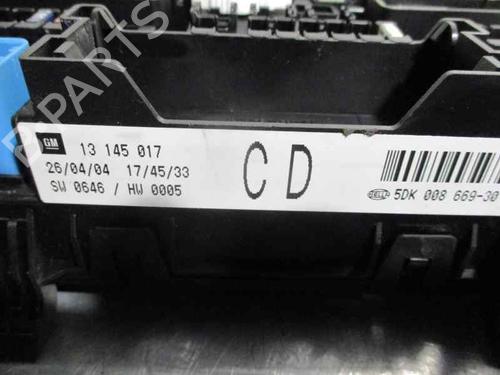 GM
13 145 017
26/04/04 17/45/33
SW 0646 / HW 0005
C D
HELLA 5DK 008 669-30
PARTS